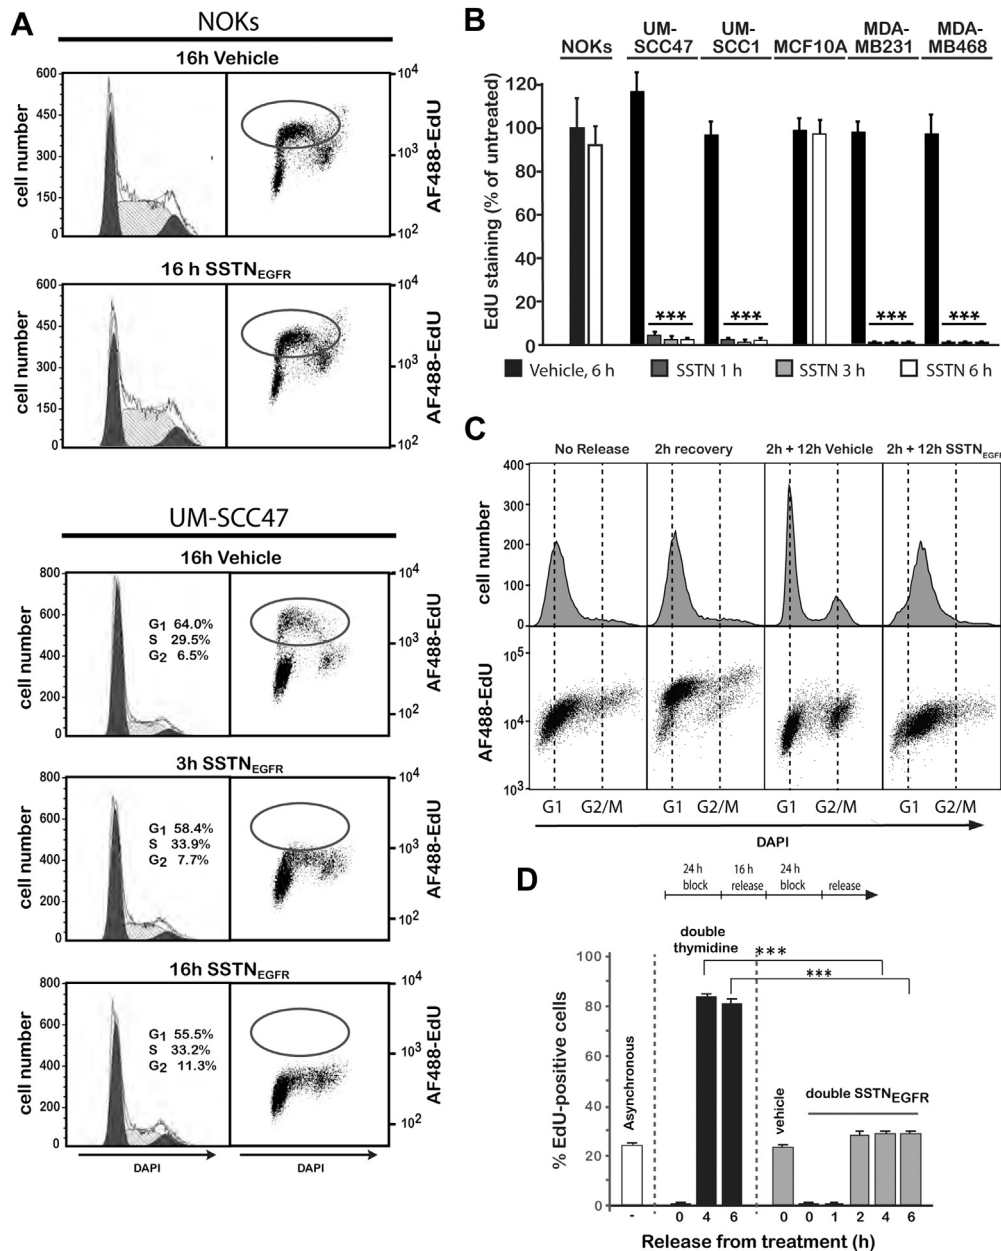 A
NOKs
16h Vehicle
600
450
300
150
0
cell number
10^4
10^3
10^2
AF488-EdU
16 h SSTN_EGFR
600
450
300
150
0
cell number
10^4
10^3
10^2
AF488-EdU
UM-SCC47
16h Vehicle
800
600
400
200
0
cell number
G1 64.0%
S 29.5%
G2 6.5%
10^4
10^3
10^2
AF488-EdU
3h SSTN_EGFR
800
600
400
200
0
cell number
G1 58.4%
S 33.9%
G2 7.7%
10^4
10^3
10^2
AF488-EdU
16h SSTN_EGFR
800
600
400
200
0
cell number
G1 55.5%
S 33.2%
G2 11.3%
10^4
10^3
10^2
AF488-EdU
DAPI
DAPI
B
NOKs
UM-
SCC47
UM-
SCC1
MCF10A
MDA-
MB231
MDA-
MB468
120
100
80
60
40
20
0
EdU staining (% of untreated)
*** *** *** ***
Vehicle, 6 h
SSTN 1 h
SSTN 3 h
SSTN 6 h
C
No Release
2h recovery
2h + 12h Vehicle
2h + 12h SSTN_EGFR
400
300
200
100
0
cell number
10^5
10^4
10^3
AF488-EdU
G1 G2/M G1 G2/M G1 G2/M G1 G2/M
DAPI
D
24 h
block
16 h
release
24 h
block
release
double
thymidine
***
***
100
80
60
40
20
0
% EdU-positive cells
Asynchronous
vehicle
double SSTN_EGFR
- 0 4 6 0 0 1 2 4 6
Release from treatment (h)